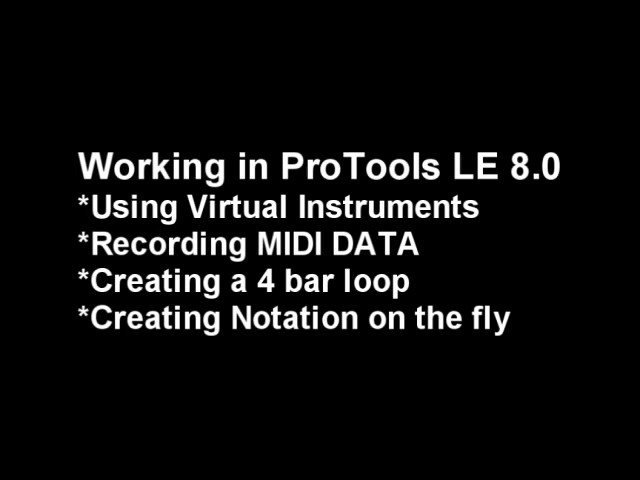 Working in ProTools LE 8.0
*Using Virtual Instruments
*Recording MIDI DATA
*Creating a 4 bar loop
*Creating Notation on the fly